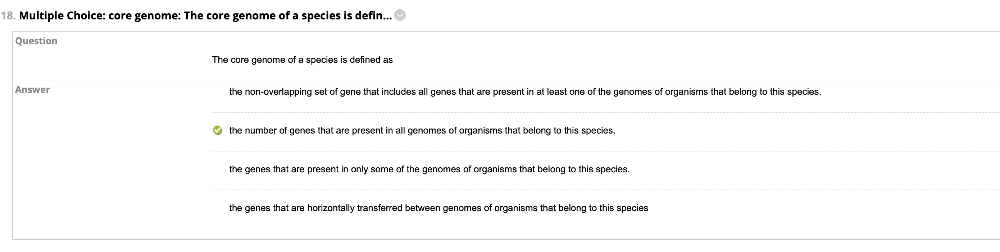 18. Multiple Choice: core genome: The core genome of a species is defin...
Question
The core genome of a species is defined as
Answer
the non-overlapping set of gene that includes all genes that are present in at least one of the genomes of organisms that belong to this species.
the number of genes that are present in all genomes of organisms that belong to this species.
the genes that are present in only some of the genomes of organisms that belong to this species.
the genes that are horizontally transferred between genomes of organisms that belong to this species